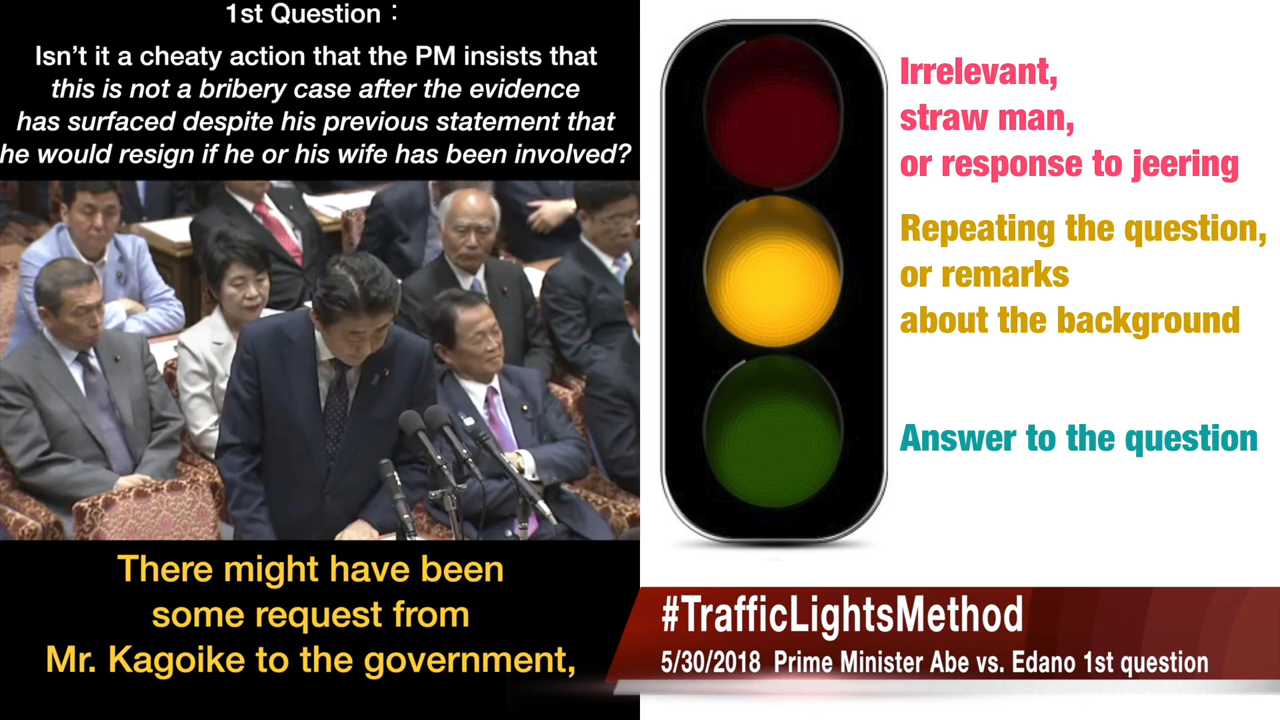 1st Question：
Isn’t it a cheaty action that the PM insists that
this is not a bribery case after the evidence
has surfaced despite his previous statement that
he would resign if he or his wife has been involved?
There might have been
some request from
Mr. Kagoike to the government,
Irrelevant,
straw man,
or response to jeering
Repeating the question,
or remarks
about the background
Answer to the question
#TrafficLightsMethod
5/30/2018 Prime Minister Abe vs. Edano 1st question